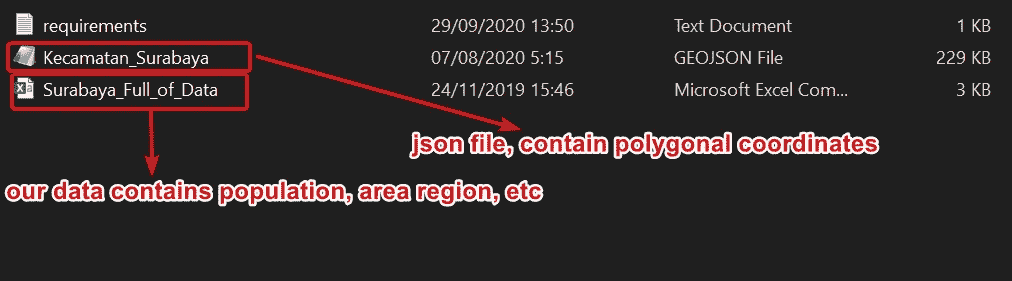 requirements 29/09/2020 13:50 Text Document 1 KB
Kecamatan_Surabaya 07/08/2020 5:15 GEOJSON File 229 KB
Surabaya_Full_of_Data 24/11/2019 15:46 Microsoft Excel Com... 3 KB
json file, contain polygonal coordinates
our data contains population, area region, etc